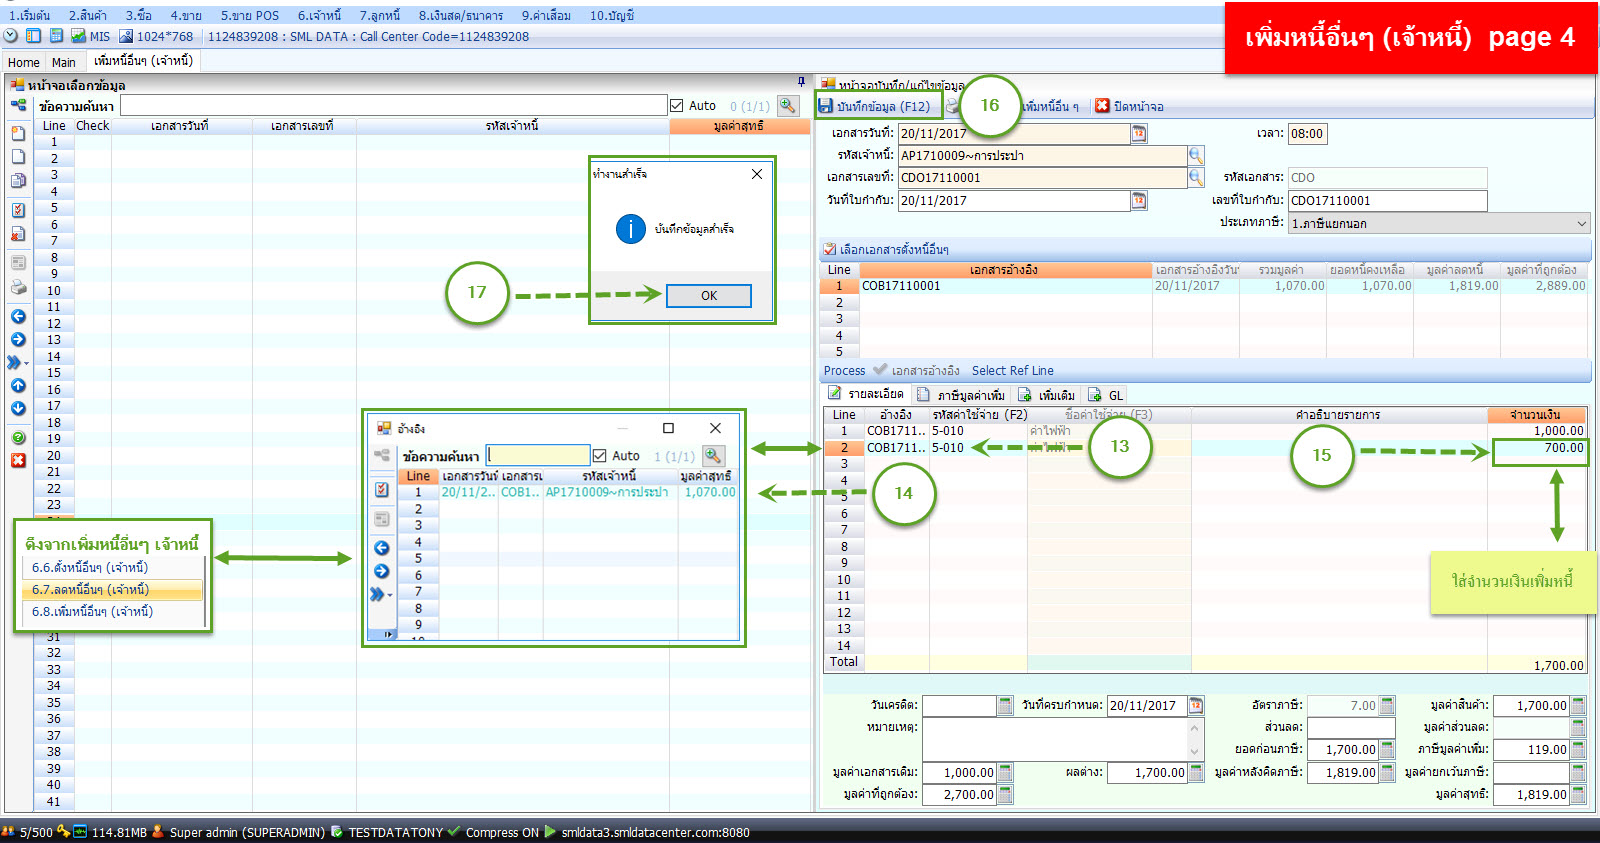 1.เริ่มต้น 2.สินค้า 3.ซื้อ 4.ขาย 5.ขาย POS 6.เจ้าหนี้ 7.ลูกหนี้ 8.เงินสด/ธนาคาร 9.ค่าเสื่อม 10.บัญชี
MIS 1024*768 1124839208 : SML DATA : Call Center Code=1124839208
เพิ่มหนี้อื่นๆ (เจ้าหนี้) page 4
Home Main เพิ่มหนี้อื่นๆ (เจ้าหนี้)
หน้าจอเลือกข้อมูล
ข้อความค้นหา Auto 0 (1/1)
Line Check เอกสารวันที่ เอกสารเลขที่ รหัสเจ้าหนี้ มูลค่าสุทธิ
1
2
3
4
5
6
7
8
9
10
11
12
13
14
15
16
17
18
19
20
21
22
23
31
32
33
34
35
36
37
38
39
40
41
ทำงานสำเร็จ
บันทึกข้อมูลสำเร็จ
OK
17
อ้างอิง
ข้อความค้นหา Auto 1 (1/1)
Line เอกสารวันที่ เอกสารเ รหัสเจ้าหนี้ มูลค่าสุทธิ
1 20/11/2... COB1... AP1710009~การประปา 1,070.00
2
3
4
5
6
7
8
9
10
14
ดึงจากเพิ่มหนี้อื่นๆ เจ้าหนี้
6.6.ตั้งหนี้อื่นๆ (เจ้าหนี้)
6.7.ลดหนี้อื่นๆ (เจ้าหนี้)
6.8.เพิ่มหนี้อื่นๆ (เจ้าหนี้)
หน้าจอบันทึก/แก้ไขข้อมูล
บันทึกข้อมูล (F12) 16 เพิ่มหนี้อื่น ๆ ปิดหน้าจอ
เอกสารวันที่: 20/11/2017 เวลา: 08:00
รหัสเจ้าหนี้: AP1710009~การประปา
เอกสารเลขที่: CDO17110001 รหัสเอกสาร: CDO
วันที่ใบกำกับ: 20/11/2017 เลขที่ใบกำกับ: CDO17110001
ประเภทภาษี: 1.ภาษีแยกนอก
เลือกเอกสารตั้งหนี้อื่นๆ
Line เอกสารอ้างอิง เอกสารอ้างอิงวันที่ รวมมูลค่า ยอดหนี้คงเหลือ มูลค่าลดหนี้ มูลค่าที่ถูกต้อง
1 COB17110001 20/11/2017 1,070.00 1,070.00 1,819.00 2,889.00
2
3
4
5
Process เอกสารอ้างอิง Select Ref Line
รายละเอียด ภาษีมูลค่าเพิ่ม เพิ่มเติม GL
Line อ้างอิง รหัสค่าใช้จ่าย (F2) ชื่อค่าใช้จ่าย (F3) คำอธิบายรายการ จำนวนเงิน
1 COB1711.. 5-010 ค่าไฟฟ้า 1,000.00
2 COB1711.. 5-010 ค่าไฟฟ้า 700.00
13
15
3
4
5
6
7
8
9
10
11
12
13
14
Total 1,700.00
ใส่จำนวนเงินเพิ่มหนี้
วันเครดิต: วันที่ครบกำหนด: 20/11/2017 อัตราภาษี: 7.00 มูลค่าสินค้า: 1,700.00
หมายเหตุ: ส่วนลด: มูลค่าส่วนลด:
ยอดก่อนภาษี: 1,700.00 ภาษีมูลค่าเพิ่ม: 119.00
มูลค่าเอกสารเดิม: 1,000.00 ผลต่าง: 1,700.00 มูลค่าหลังคิดภาษี: 1,819.00 มูลค่ายกเว้นภาษี:
มูลค่าที่ถูกต้อง: 2,700.00 มูลค่าสุทธิ: 1,819.00
5/500 114.81MB Super admin (SUPERADMIN) TESTDATATONY Compress ON smldata3.smldatacenter.com:8080